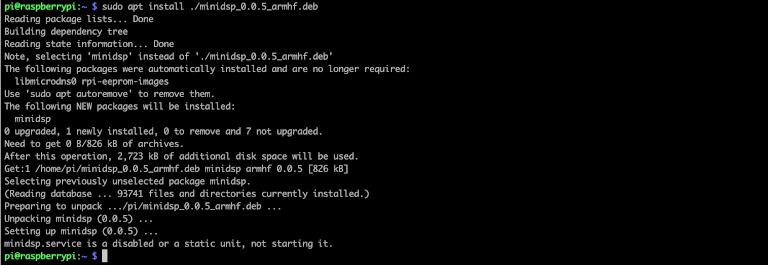 pi@raspberrypi:~ $ sudo apt install ./minidsp_0.0.5_armhf.deb
Reading package lists... Done
Building dependency tree
Reading state information... Done
Note, selecting 'minidsp' instead of './minidsp_0.0.5_armhf.deb'
The following packages were automatically installed and are no longer required:
  libmicrodns0 rpi-eeprom-images
Use 'sudo apt autoremove' to remove them.
The following NEW packages will be installed:
  minidsp
0 upgraded, 1 newly installed, 0 to remove and 7 not upgraded.
Need to get 0 B/826 kB of archives.
After this operation, 2,723 kB of additional disk space will be used.
Get:1 /home/pi/minidsp_0.0.5_armhf.deb minidsp armhf 0.0.5 [826 kB]
Selecting previously unselected package minidsp.
(Reading database ... 93741 files and directories currently installed.)
Preparing to unpack .../pi/minidsp_0.0.5_armhf.deb ...
Unpacking minidsp (0.0.5) ...
Setting up minidsp (0.0.5) ...
minidsp.service is a disabled or a static unit, not starting it.
pi@raspberrypi:~ $